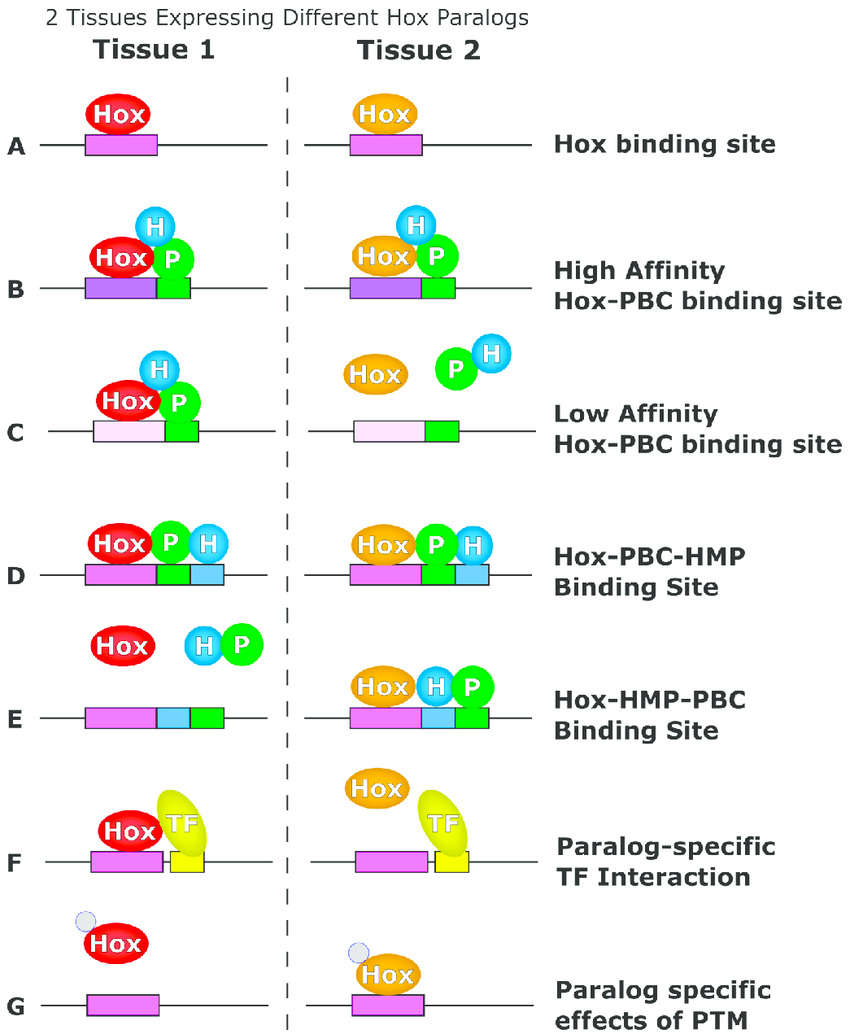 2 Tissues Expressing Different Hox Paralogs
Tissue 1 Tissue 2
Hox Hox
A Hox binding site
H H
Hox P Hox P
B High Affinity
Hox-PBC binding site
H Hox P H
Hox P
C Low Affinity
Hox-PBC binding site
Hox P H Hox P H
D Hox-PBC-HMP
Binding Site
Hox H P
Hox H P
E Hox-HMP-PBC
Binding Site
Hox
Hox TF TF
F Paralog-specific
TF Interaction
Hox
Hox
G Paralog specific
effects of PTM